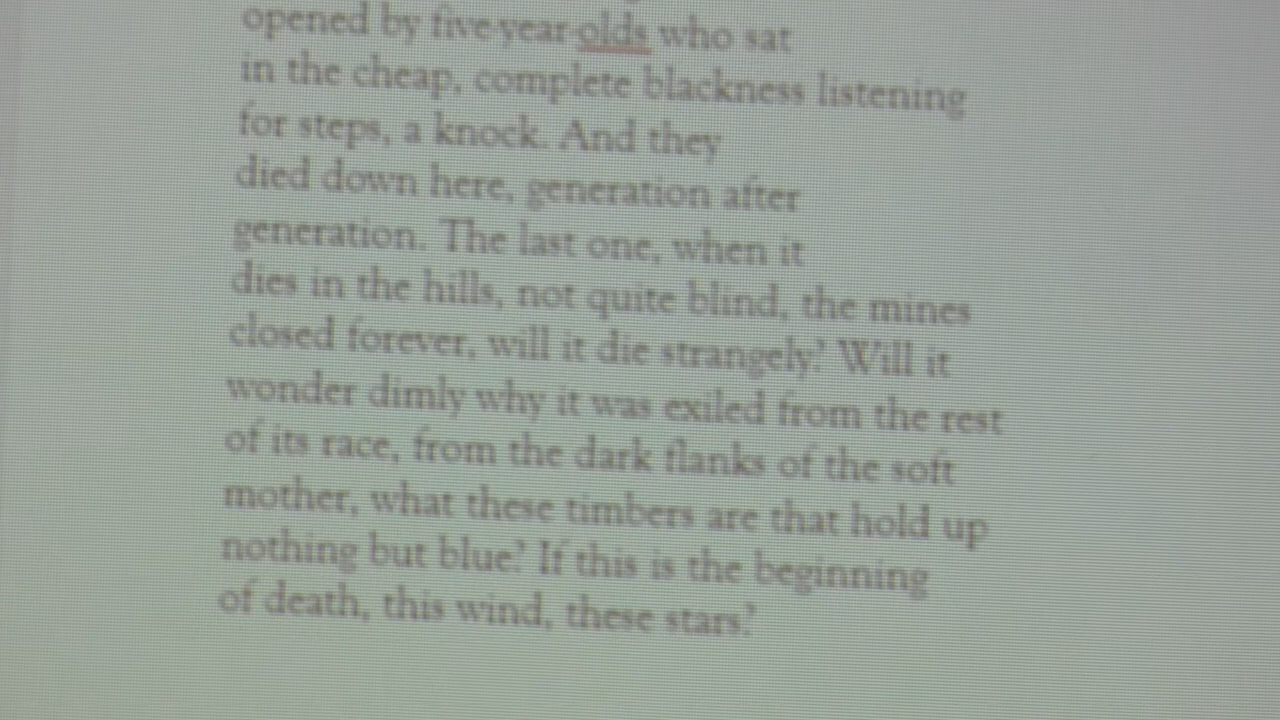 opened by five-year-olds who sat
in the cheap, complete blackness listening
for steps, a knock. And they
died down here, generation after
generation. The last one, when it
dies in the hills, not quite blind, the mines
closed forever, will it die strangely? Will it
wonder dimly why it was exiled from the rest
of its race, from the dark flanks of the soft
mother, what these timbers are that hold up
nothing but blue? If this is the beginning
of death, this wind, these stars?